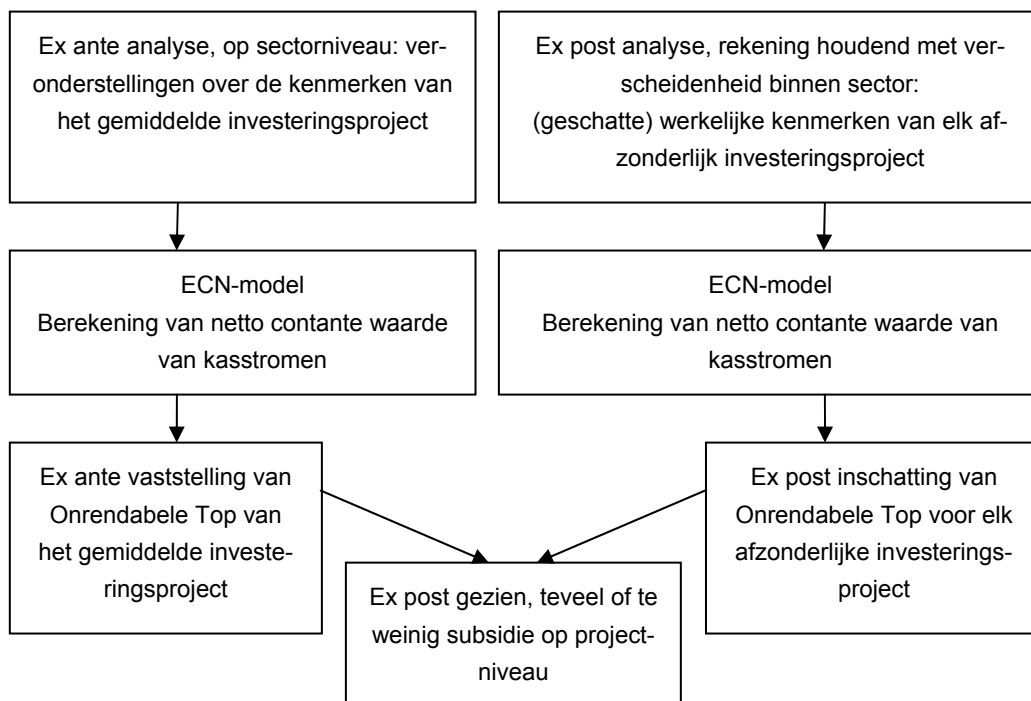 Ex ante analyse, op sectorniveau: ver-
onderstellingen over de kenmerken van
het gemiddelde investeringsproject
Ex post analyse, rekening houdend met ver-
scheidenheid binnen sector:
(geschatte) werkelijke kenmerken van elk af-
zonderlijk investeringsproject
ECN-model
Berekening van netto contante waarde
van kasstromen
ECN-model
Berekening van netto contante waarde van
kasstromen
Ex ante vaststelling van
Onrendabele Top van
het gemiddelde investe-
ringsproject
Ex post inschatting van
Onrendabele Top voor elk
afzonderlijke investerings-
project
Ex post gezien, teveel of te
weinig subsidie op project-
niveau